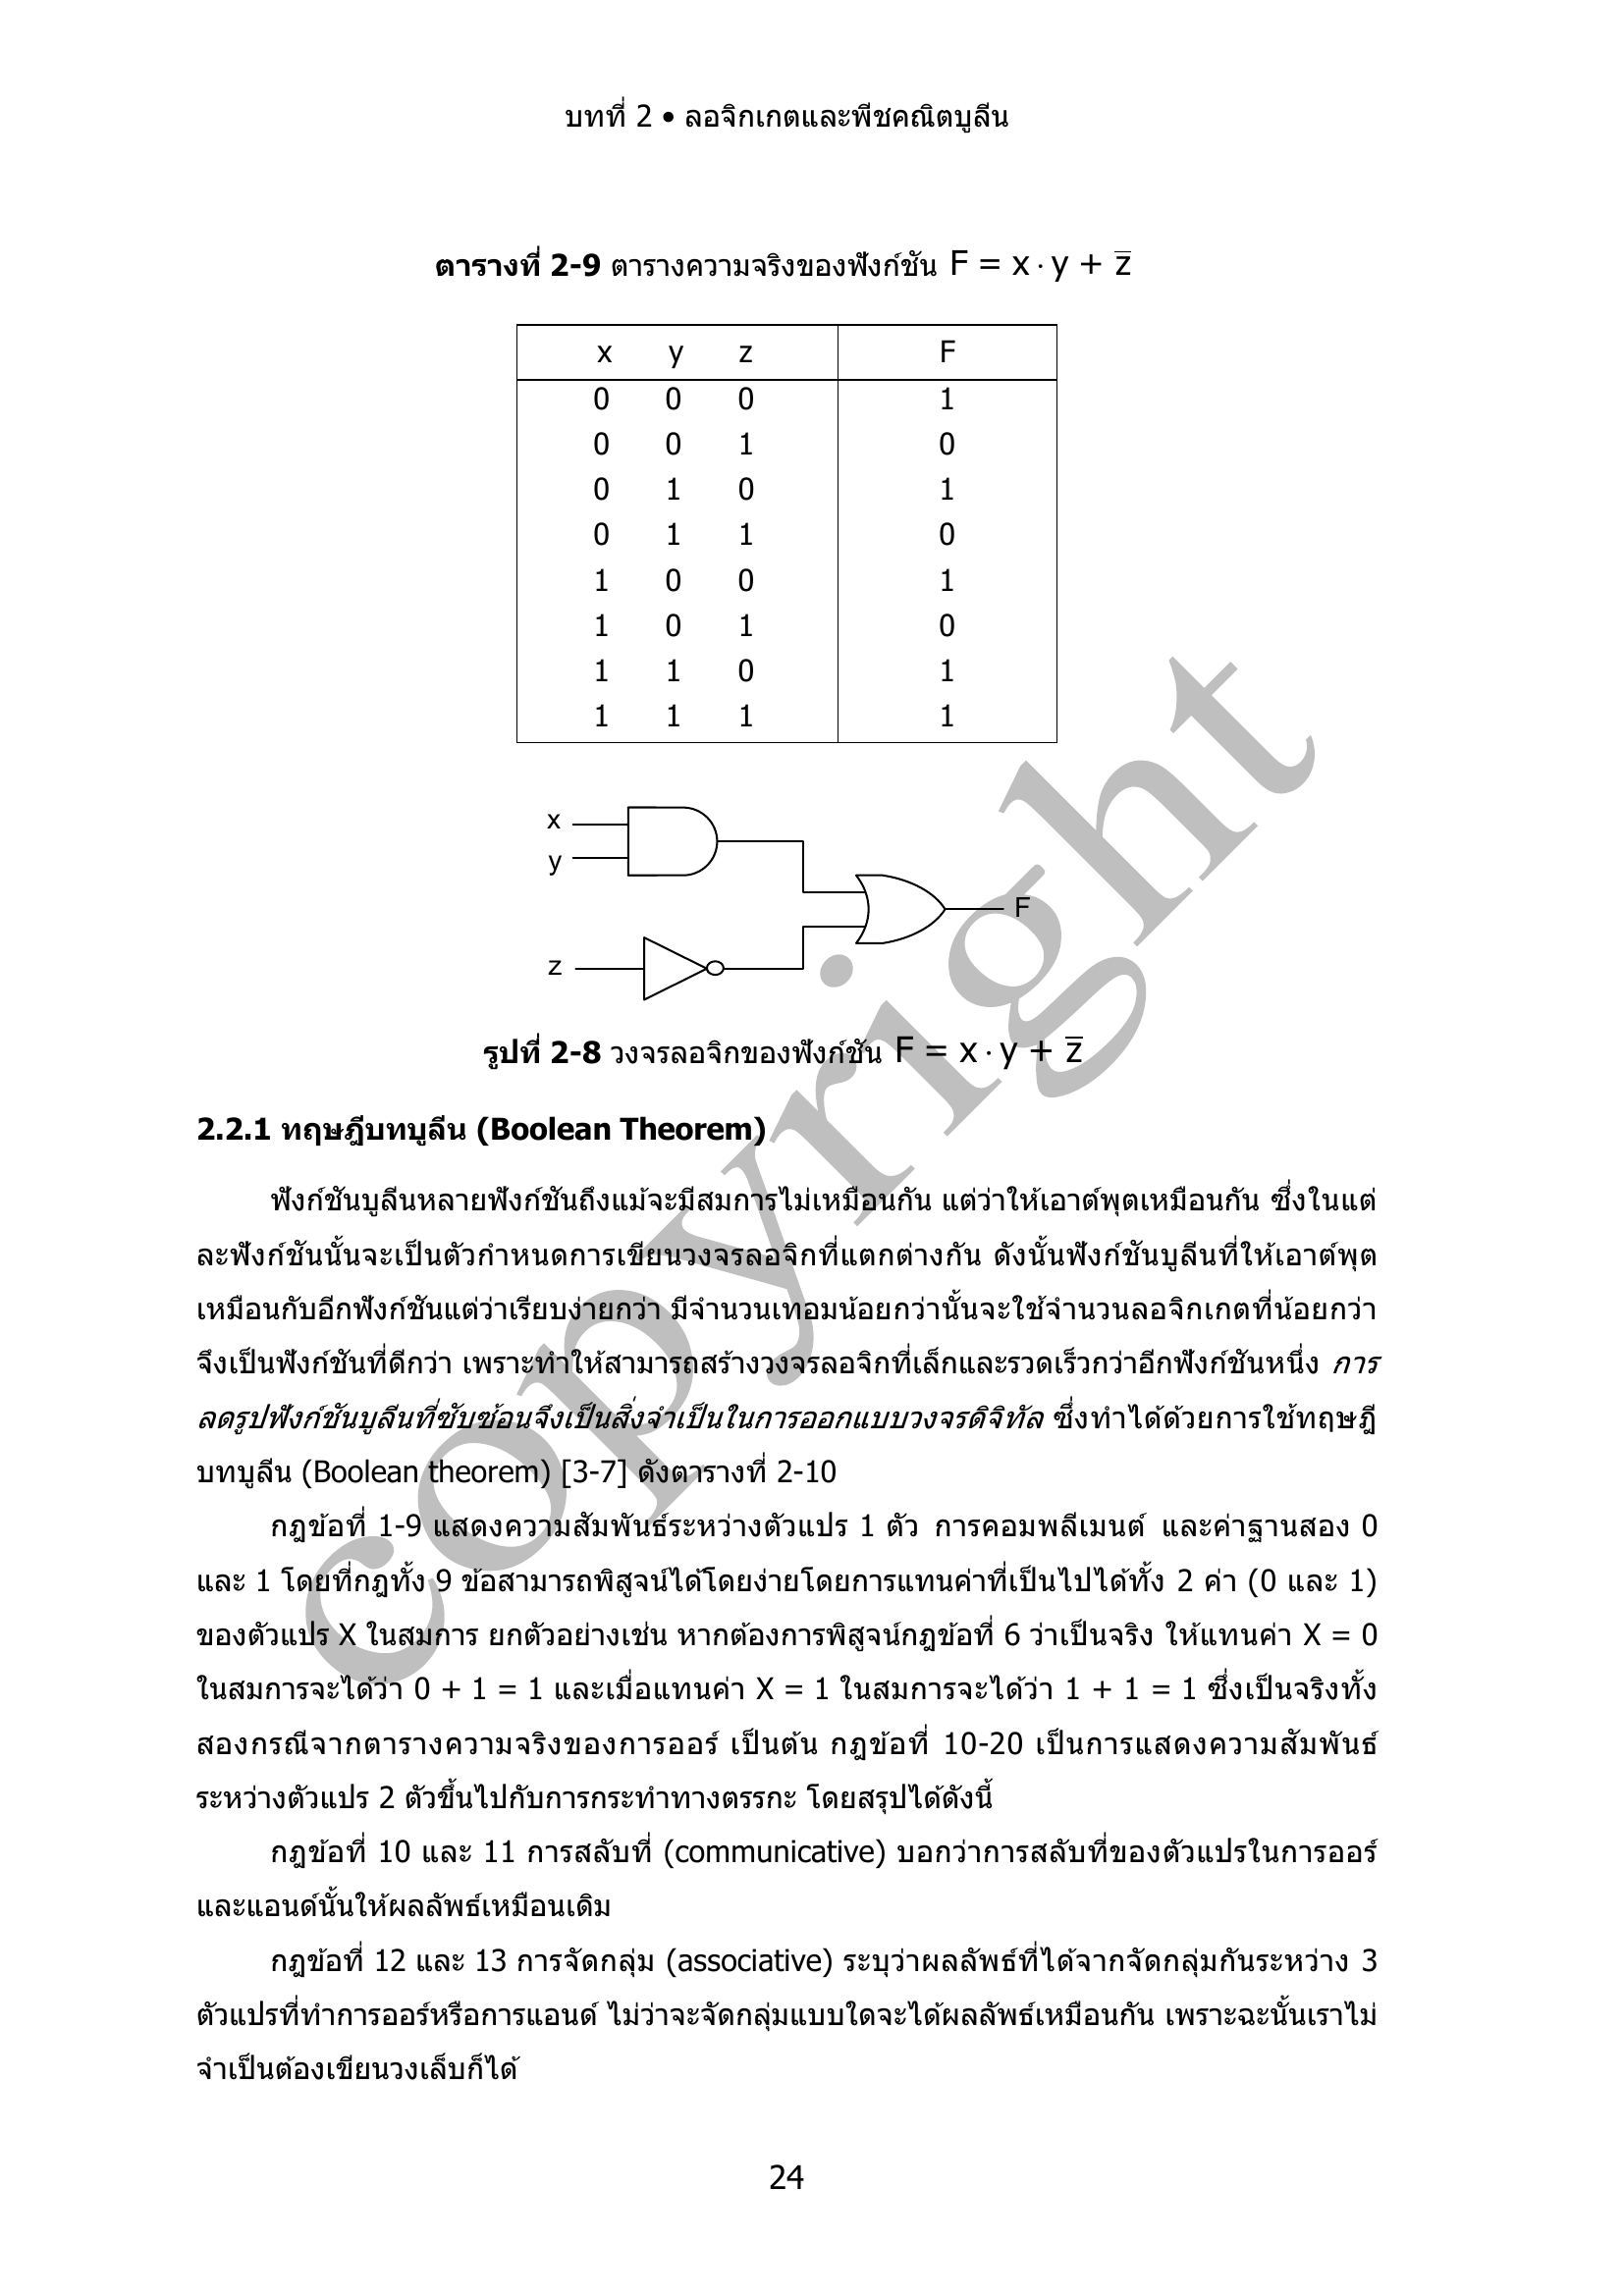 บทที่ 2 • ลอจิกเกตและพีชคณิตบูลีน
ตารางที่ 2-9 ตารางความจริงของฟังก์ชัน F = x · y + z̅
x y z F
0 0 0 1
0 0 1 0
0 1 0 1
0 1 1 0
1 0 0 1
1 0 1 0
1 1 0 1
1 1 1 1
x
y
F
z
รูปที่ 2-8 วงจรลอจิกของฟังก์ชัน F = x · y + z̅
2.2.1 ทฤษฎีบทบูลีน (Boolean Theorem)
ฟังก์ชันบูลีนหลายฟังก์ชันถึงแม้จะมีสมการไม่เหมือนกัน แต่ว่าให้เอาต์พุตเหมือนกัน ซึ่งในแต่
ละฟังก์ชันนั้นจะเป็นตัวกำหนดการเขียนวงจรลอจิกที่แตกต่างกัน ดังนั้นฟังก์ชันบูลีนที่ให้เอาต์พุต
เหมือนกับอีกฟังก์ชันแต่ว่าเรียบง่ายกว่า มีจำนวนเทอมน้อยกว่านั้นจะใช้จำนวนลอจิกเกตที่น้อยกว่า
จึงเป็นฟังก์ชันที่ดีกว่า เพราะทำให้สามารถสร้างวงจรลอจิกที่เล็กและรวดเร็วกว่าอีกฟังก์ชันหนึ่ง การ
ลดรูปฟังก์ชันบูลีนที่ซับซ้อนจึงเป็นสิ่งจำเป็นในการออกแบบวงจรดิจิทัล ซึ่งทำได้ด้วยการใช้ทฤษฎี
บทบูลีน (Boolean theorem) [3-7] ดังตารางที่ 2-10
กฎข้อที่ 1-9 แสดงความสัมพันธ์ระหว่างตัวแปร 1 ตัว การคอมพลีเมนต์ และค่าฐานสอง 0
และ 1 โดยที่กฎทั้ง 9 ข้อสามารถพิสูจน์ได้โดยง่ายโดยการแทนค่าที่เป็นไปได้ทั้ง 2 ค่า (0 และ 1)
ของตัวแปร X ในสมการ ยกตัวอย่างเช่น หากต้องการพิสูจน์กฎข้อที่ 6 ว่าเป็นจริง ให้แทนค่า X = 0
ในสมการจะได้ว่า 0 + 1 = 1 และเมื่อแทนค่า X = 1 ในสมการจะได้ว่า 1 + 1 = 1 ซึ่งเป็นจริงทั้ง
สองกรณีจากตารางความจริงของการออร์ เป็นต้น กฎข้อที่ 10-20 เป็นการแสดงความสัมพันธ์
ระหว่างตัวแปร 2 ตัวขึ้นไปกับการกระทำทางตรรกะ โดยสรุปได้ดังนี้
กฎข้อที่ 10 และ 11 การสลับที่ (communicative) บอกว่าการสลับที่ของตัวแปรในการออร์
และแอนด์นั้นให้ผลลัพธ์เหมือนเดิม
กฎข้อที่ 12 และ 13 การจัดกลุ่ม (associative) ระบุว่าผลลัพธ์ที่ได้จากจัดกลุ่มกันระหว่าง 3
ตัวแปรที่ทำการออร์หรือการแอนด์ ไม่ว่าจะจัดกลุ่มแบบใดจะได้ผลลัพธ์เหมือนกัน เพราะฉะนั้นเราไม่
จำเป็นต้องเขียนวงเล็บก็ได้
24
copyright